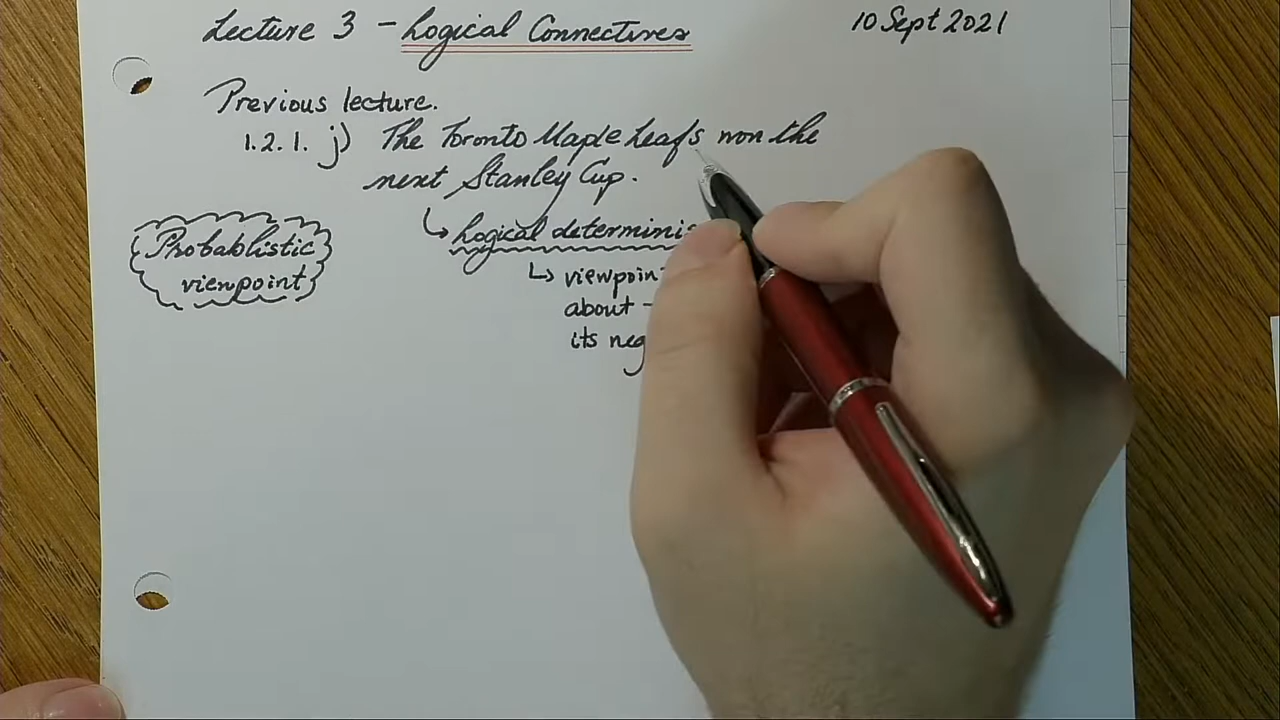 Lecture 3 - Logical Connectives
10 Sept 2021
Previous lecture.
1.2.1. j) The Toronto Maple Leafs won the
next Stanley Cup.
↳ Logical determinis
↳ viewpoint
about -
its neg
Probablistic
viewpoint